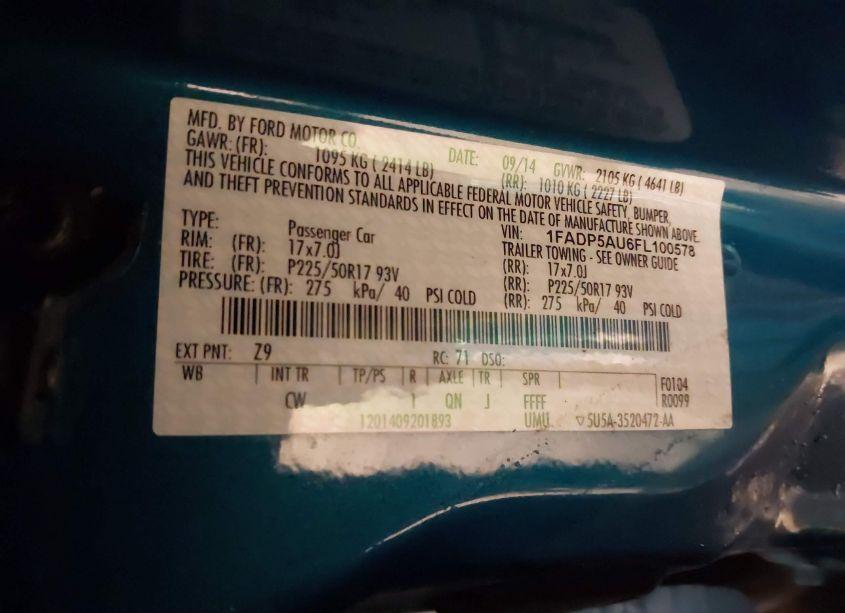 MFD. BY FORD MOTOR CO.
DATE: 09/14 GVWR: 2105 KG ( 4641 LB)
GAWR: (FR): 1095 KG ( 2414 LB) (RR): 1010 KG ( 2227 LB)
THIS VEHICLE CONFORMS TO ALL APPLICABLE FEDERAL MOTOR VEHICLE SAFETY, BUMPER,
AND THEFT PREVENTION STANDARDS IN EFFECT ON THE DATE OF MANUFACTURE SHOWN ABOVE.
VIN: 1FADP5AU6FL100578
TYPE: Passenger Car TRAILER TOWING - SEE OWNER GUIDE
RIM: (FR): 17x7.0J (RR): 17x7.0J
TIRE: (FR): P225/50R17 93V (RR): P225/50R17 93V
PRESSURE: (FR): 275 kPa/ 40 PSI COLD (RR): 275 kPa/ 40 PSI COLD
EXT PNT: Z9 RC: 71 DSO:
WB INT TR TP/PS R AXLE TR SPR F0104
CW 1 QN J FFFF R0099
1201409201893 UMU ▽5U5A-3520472-AA